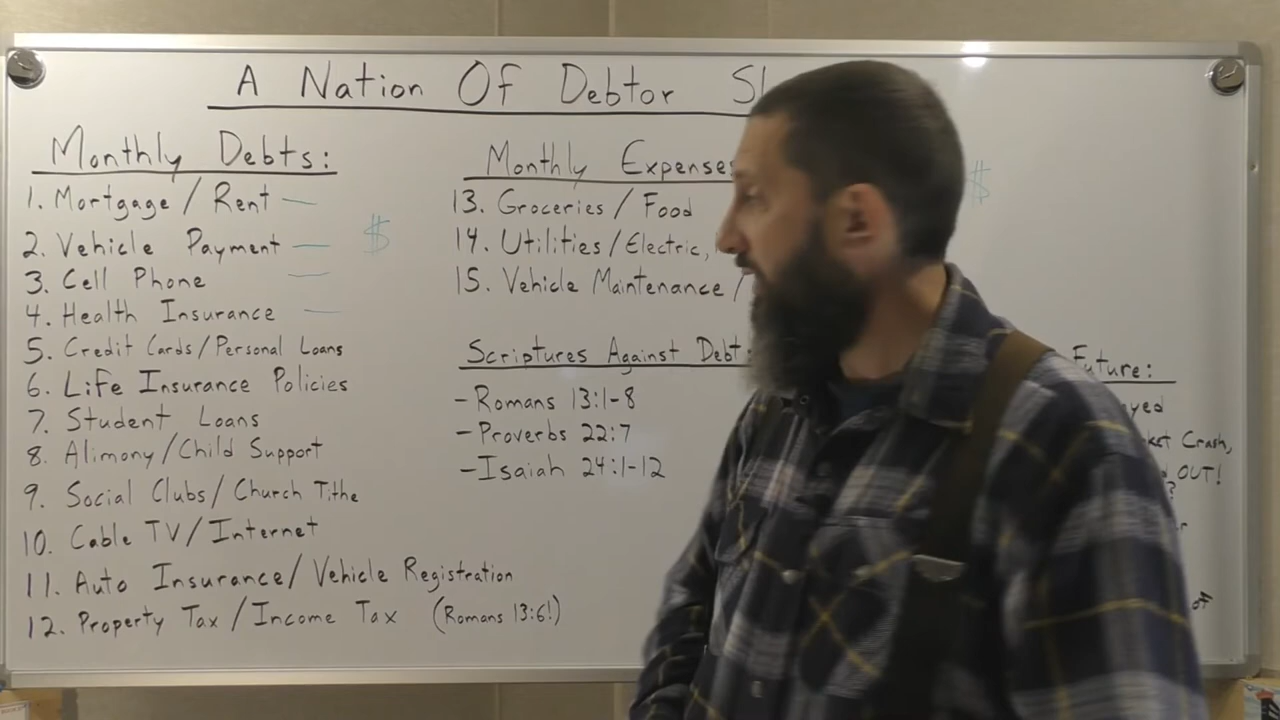 A Nation Of Debtor
Monthly Debts:
1. Mortgage / Rent
2. Vehicle Payment
3. Cell Phone
4. Health Insurance
5. Credit Cards/Personal Loans
6. Life Insurance Policies
7. Student Loans
8. Alimony/Child Support
9. Social Clubs/Church Tithe
10. Cable TV/Internet
11. Auto Insurance/Vehicle Registration
12. Property Tax/Income Tax (Romans 13:6!)
$
Monthly Expenses
13. Groceries / Food
14. Utilities/Electric,
15. Vehicle Maintenance /
$
Scriptures Against Debt:
-Romans 13:1-8
-Proverbs 22:7
-Isaiah 24:1-12
Future:
Crash,
OUT!
?
of